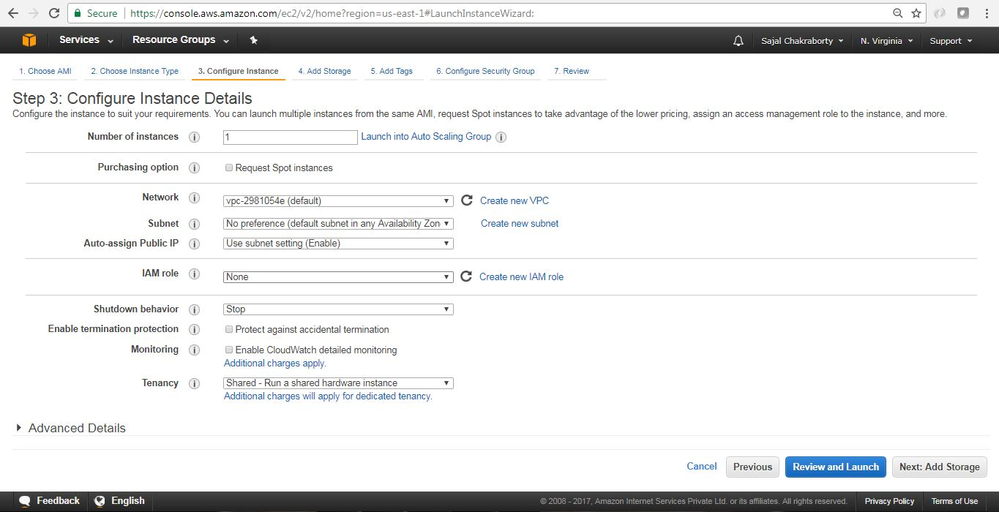 Secure https://console.aws.amazon.com/ec2/v2/home?region=us-east-1#LaunchInstanceWizard:
Services Resource Groups Sajal Chakraborty N. Virginia Support
1. Choose AMI 2. Choose Instance Type 3. Configure Instance 4. Add Storage 5. Add Tags 6. Configure Security Group 7. Review
Step 3: Configure Instance Details
Configure the instance to suit your requirements. You can launch multiple instances from the same AMI, request Spot instances to take advantage of the lower pricing, assign an access management role to the instance, and more.
Number of instances i 1 Launch into Auto Scaling Group i
Purchasing option i Request Spot instances
Network i vpc-2981054e (default) Create new VPC
Subnet i No preference (default subnet in any Availability Zon Create new subnet
Auto-assign Public IP i Use subnet setting (Enable)
IAM role i None Create new IAM role
Shutdown behavior i Stop
Enable termination protection i Protect against accidental termination
Monitoring i Enable CloudWatch detailed monitoring
Additional charges apply.
Tenancy i Shared - Run a shared hardware instance
Additional charges will apply for dedicated tenancy.
Advanced Details
Cancel Previous Review and Launch Next: Add Storage
Feedback English © 2008 - 2017, Amazon Internet Services Private Ltd. or its affiliates. All rights reserved. Privacy Policy Terms of Use